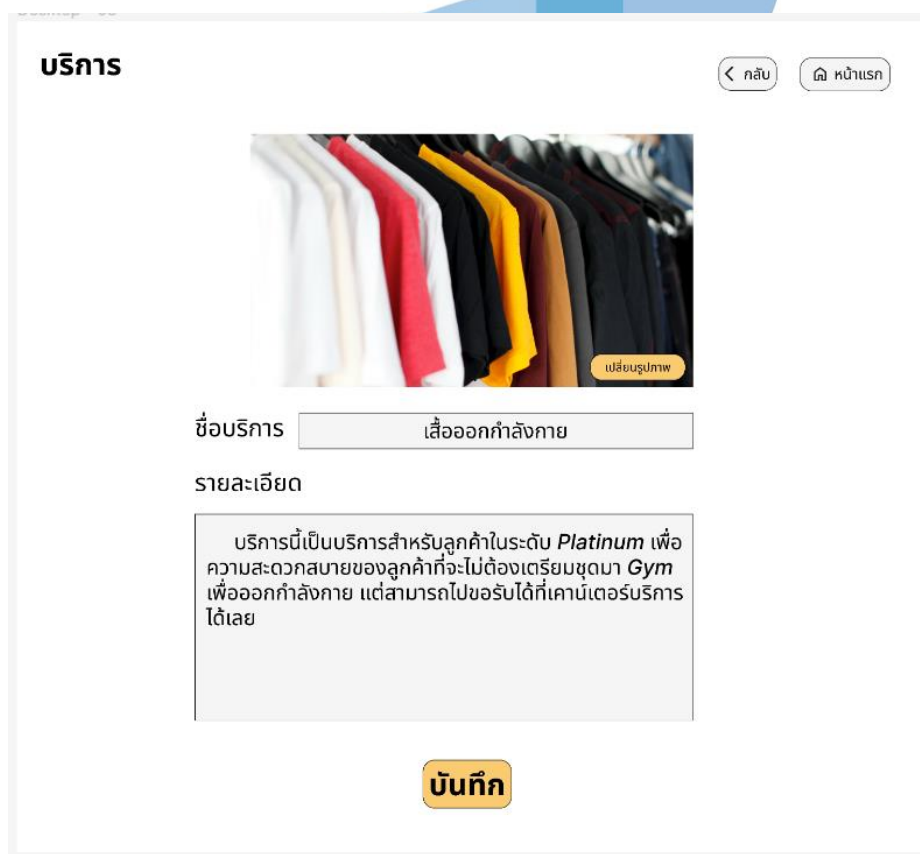 บริการ
กลับ
หน้าแรก
เปลี่ยนรูปภาพ
ชื่อบริการ
เสื้อออกกำลังกาย
รายละเอียด
บริการนี้เป็นบริการสำหรับลูกค้าในระดับ Platinum เพื่อ
ความสะดวกสบายของลูกค้าที่จะไม่ต้องเตรียมชุดมา Gym
เพื่อออกกำลังกาย แต่สามารถไปขอรับได้ที่เคาน์เตอร์บริการ
ได้เลย
บันทึก